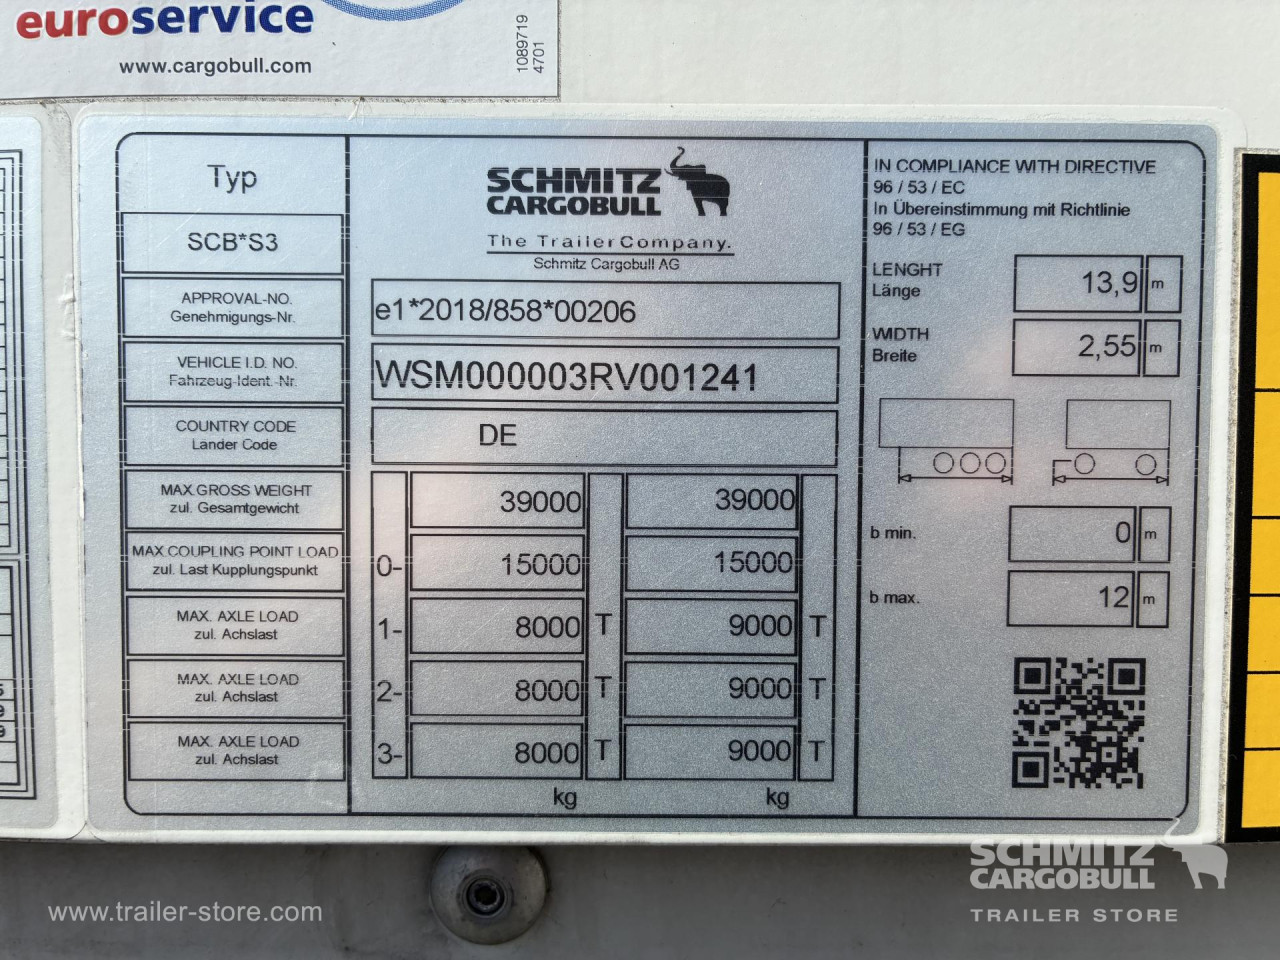 euroservice
www.cargobull.com
1089719
4701
Typ
SCB*S3
APPROVAL-NO.
Genehmigungs-Nr.
VEHICLE I.D. NO.
Fahrzeug-Ident.-Nr.
COUNTRY CODE
Länder Code
MAX.GROSS WEIGHT
zul. Gesamtgewicht
MAX.COUPLING POINT LOAD
zul. Last Kupplungspunkt
MAX. AXLE LOAD
zul. Achslast
MAX. AXLE LOAD
zul. Achslast
MAX. AXLE LOAD
zul. Achslast
SCHMITZ
CARGOBULL
The Trailer Company.
Schmitz Cargobull AG
e1*2018/858*00206
WSM000003RV001241
DE
39000 39000
0- 15000 15000
1- 8000 T 9000 T
2- 8000 T 9000 T
3- 8000 T 9000 T
kg kg
IN COMPLIANCE WITH DIRECTIVE
96 / 53 / EC
In Übereinstimmung mit Richtlinie
96 / 53 / EG
LENGHT
Länge
13,9 m
WIDTH
Breite
2,55 m
b min. 0 m
b max. 12 m
SCHMITZ
CARGOBULL
TRAILER STORE
www.trailer-store.com